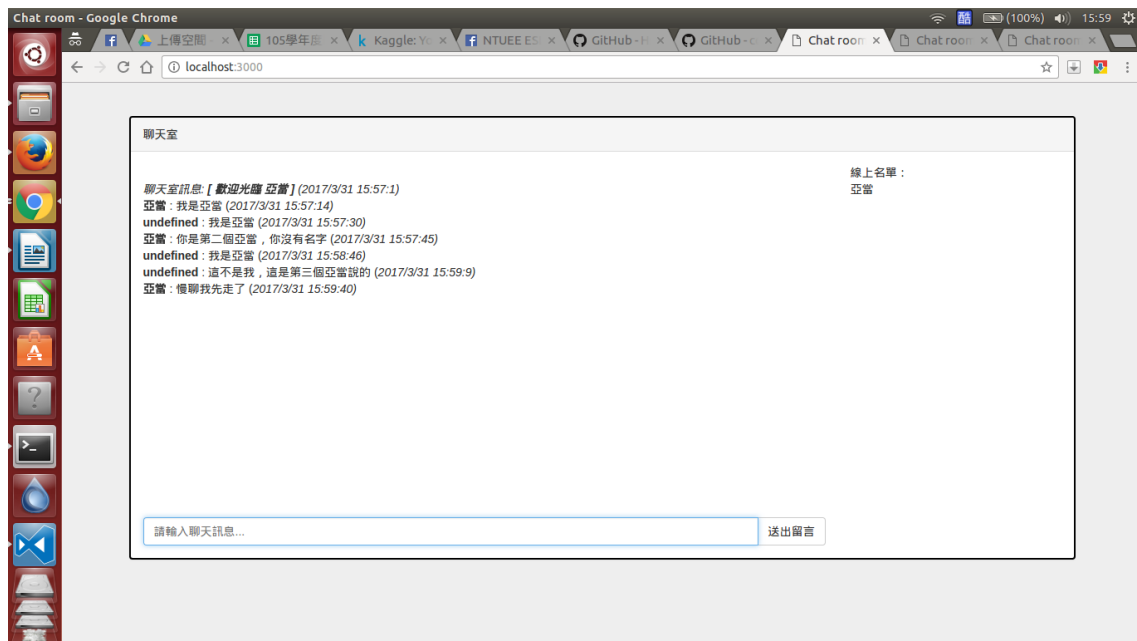 Chat room - Google Chrome
酷 (100%) 15:59
上傳空間 - 105學年度 Kaggle: Yo NTUEE ES GitHub - H GitHub - c Chat room Chat room Chat room
localhost:3000
聊天室
線上名單：
亞當
聊天室訊息: [ 歡迎光臨 亞當 ] (2017/3/31 15:57:1)
亞當 : 我是亞當 (2017/3/31 15:57:14)
undefined : 我是亞當 (2017/3/31 15:57:30)
亞當 : 你是第二個亞當，你沒有名字 (2017/3/31 15:57:45)
undefined : 我是亞當 (2017/3/31 15:58:46)
undefined : 這不是我，這是第三個亞當說的 (2017/3/31 15:59:9)
亞當 : 慢聊我先走了 (2017/3/31 15:59:40)
請輸入聊天訊息... 送出留言